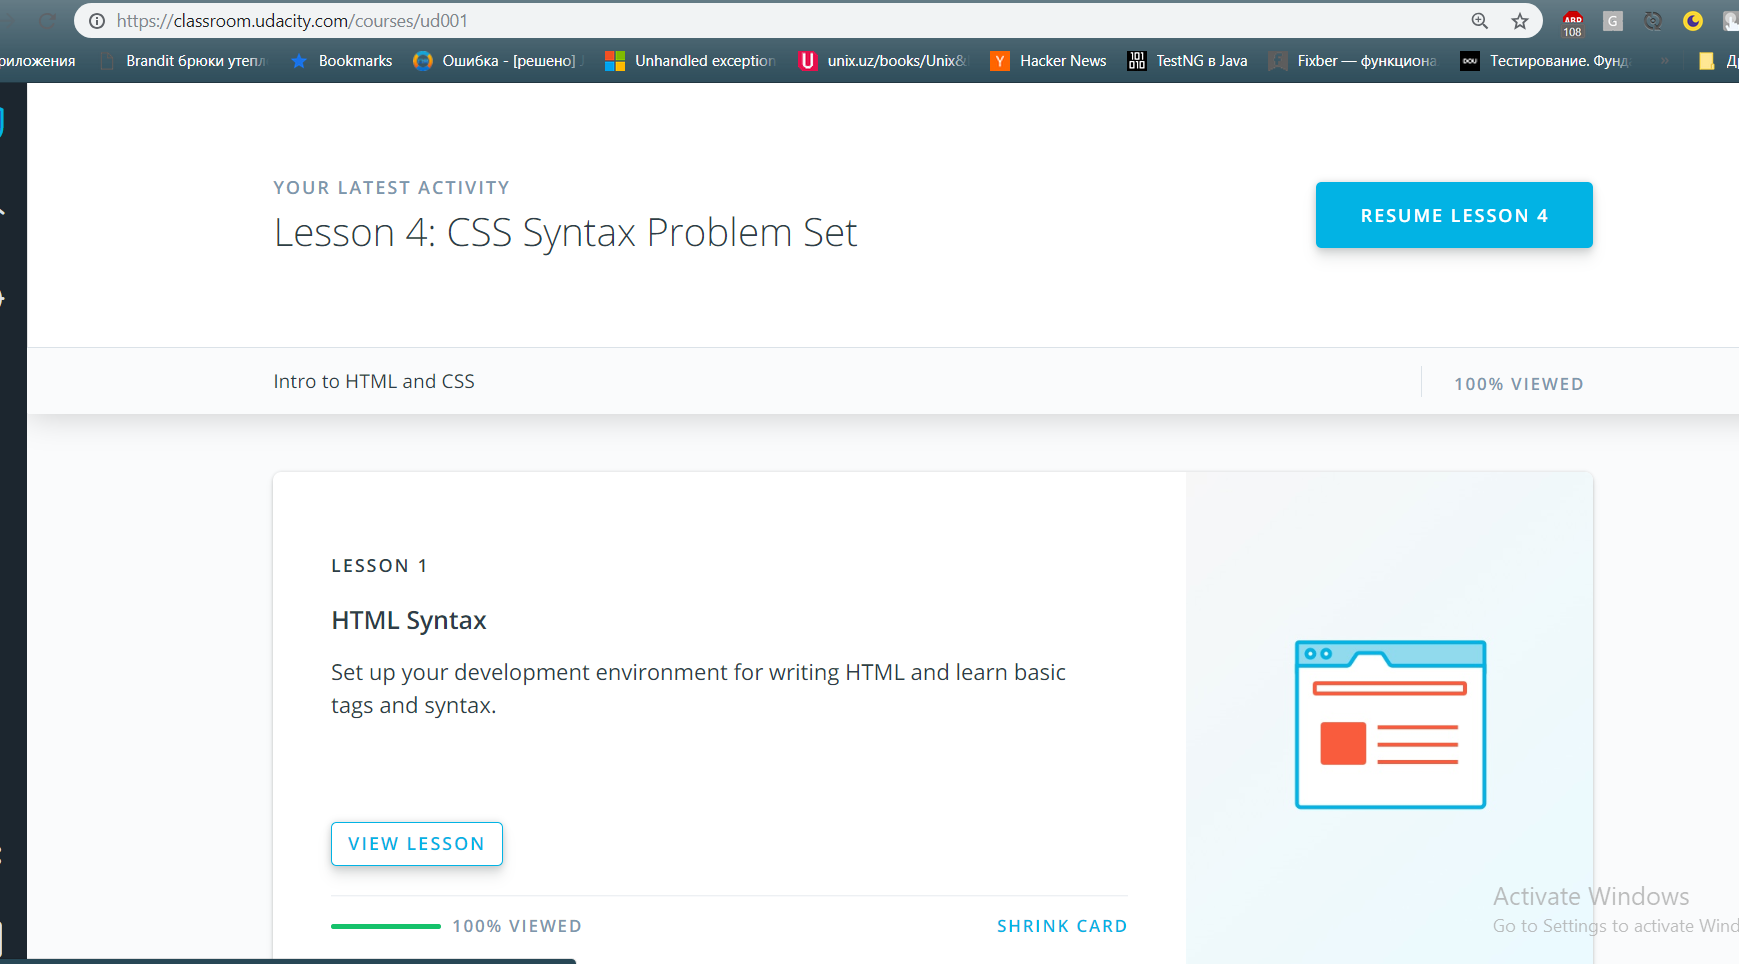 https://classroom.udacity.com/courses/ud001
ABP
108
G
риложения
Brandit брюки утепл
Bookmarks
Ошибка - [решено]
Unhandled exception
U
unix.uz/books/Unix&
Y
Hacker News
101
010
TestNG в Java
Fixber — функциона
DOU
Тестирование. Фунд
»
YOUR LATEST ACTIVITY
Lesson 4: CSS Syntax Problem Set
RESUME LESSON 4
Intro to HTML and CSS
100% VIEWED
LESSON 1
HTML Syntax
Set up your development environment for writing HTML and learn basic
tags and syntax.
VIEW LESSON
100% VIEWED
SHRINK CARD
Activate Windows
Go to Settings to activate Wind